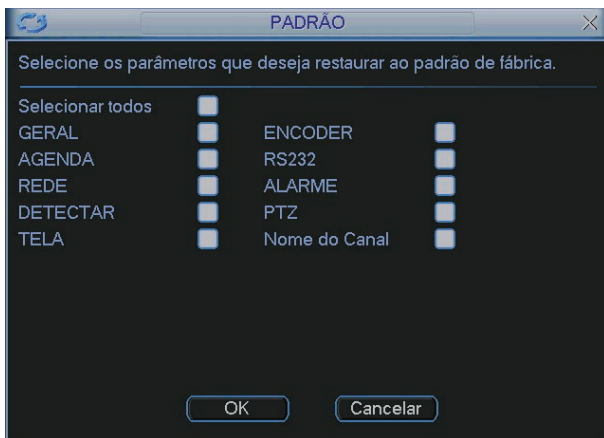 PADRÃO
Selecione os parâmetros que deseja restaurar ao padrão de fábrica.
Selecionar todos
GERAL ENCODER
AGENDA RS232
REDE ALARME
DETECTAR PTZ
TELA Nome do Canal
OK Cancelar